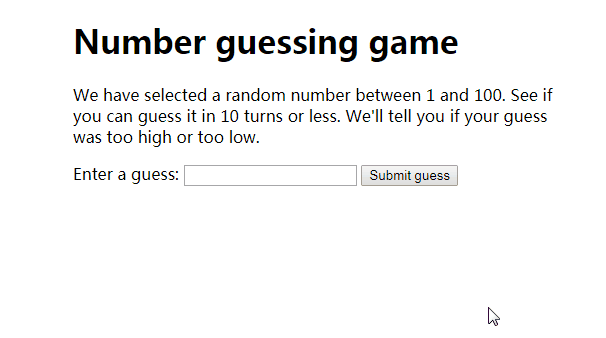 Number guessing game
We have selected a random number between 1 and 100. See if
you can guess it in 10 turns or less. We'll tell you if your guess
was too high or too low.
Enter a guess: Submit guess